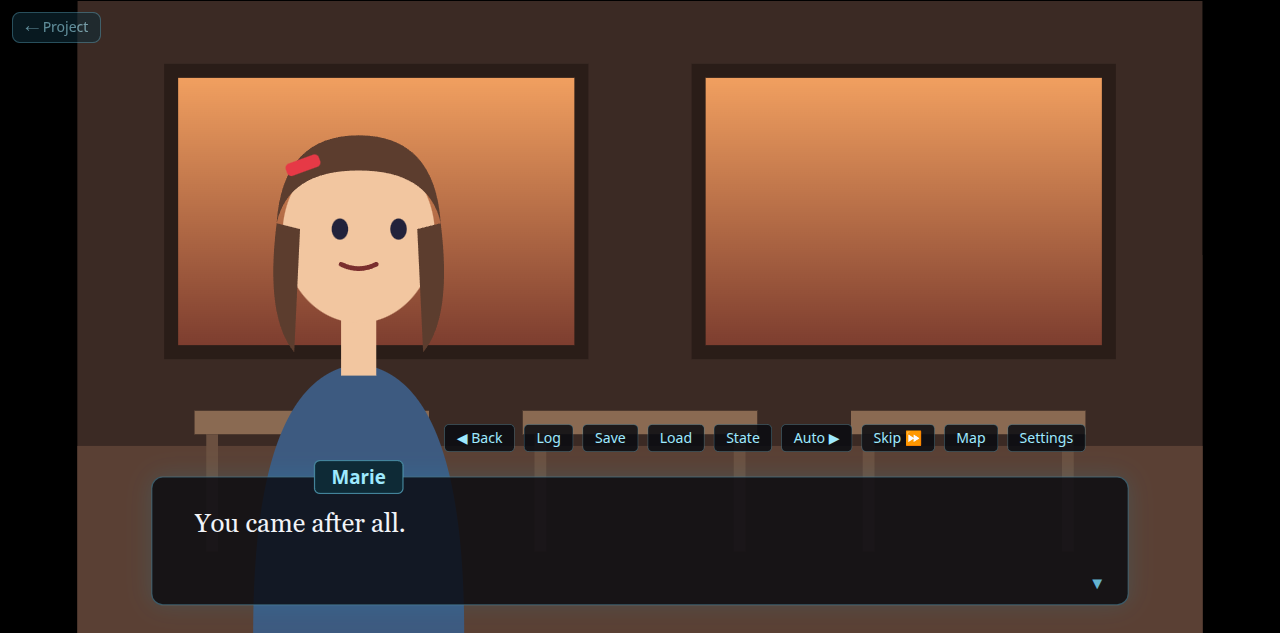 ← Project
◀ Back
Log
Save
Load
State
Auto ▶
Skip ⏩
Map
Settings
Marie
You came after all.
▼